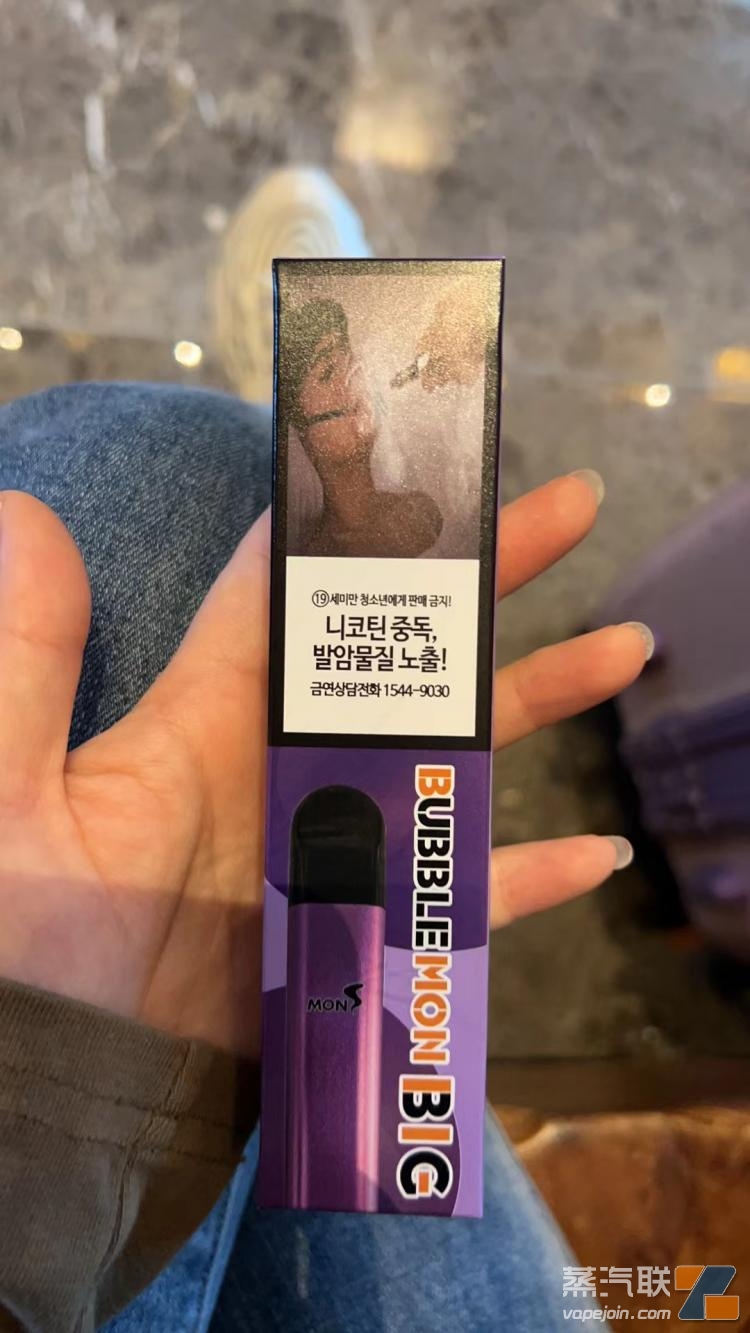 ⑲세미만 청소년에게 판매 금지!
니코틴 중독,
발암물질 노출!
금연상담전화 1544-9030
BUBBLE MON BIG
MON
蒸汽联
vapejoin.com